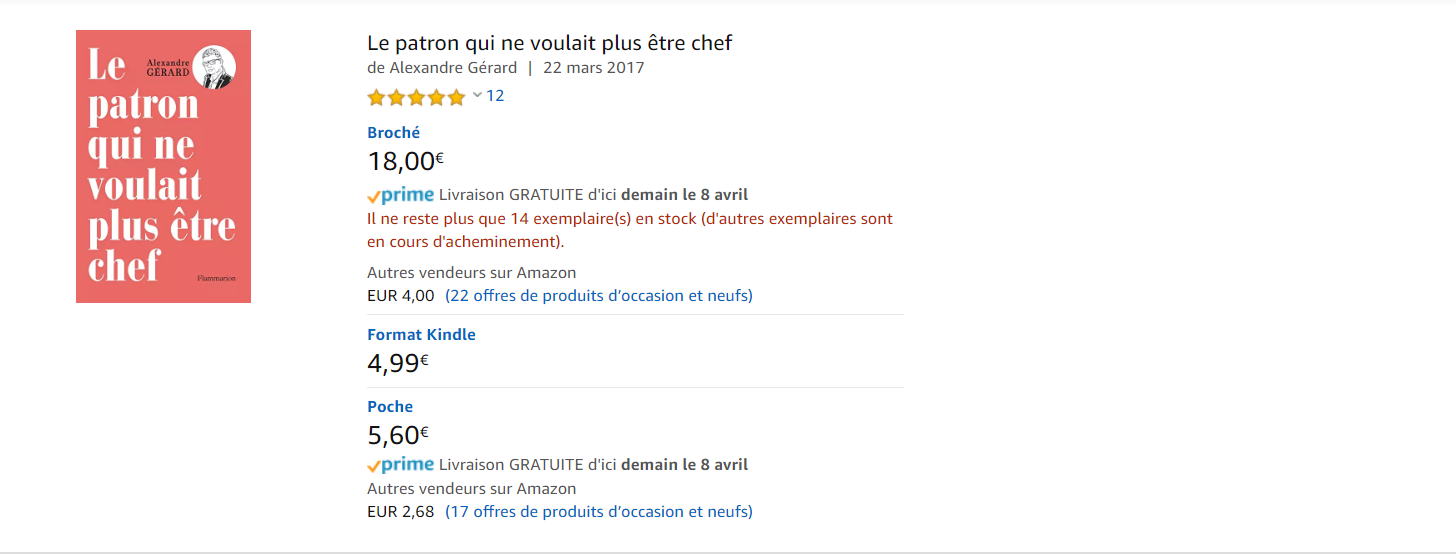 Le
Alexandre
GÉRARD
patron
qui ne
voulait
plus être
chef
Flammarion
Le patron qui ne voulait plus être chef
de Alexandre Gérard | 22 mars 2017
12
Broché
18,00€
prime Livraison GRATUITE d'ici demain le 8 avril
Il ne reste plus que 14 exemplaire(s) en stock (d'autres exemplaires sont
en cours d'acheminement).
Autres vendeurs sur Amazon
EUR 4,00 (22 offres de produits d’occasion et neufs)
Format Kindle
4,99€
Poche
5,60€
prime Livraison GRATUITE d'ici demain le 8 avril
Autres vendeurs sur Amazon
EUR 2,68 (17 offres de produits d’occasion et neufs)